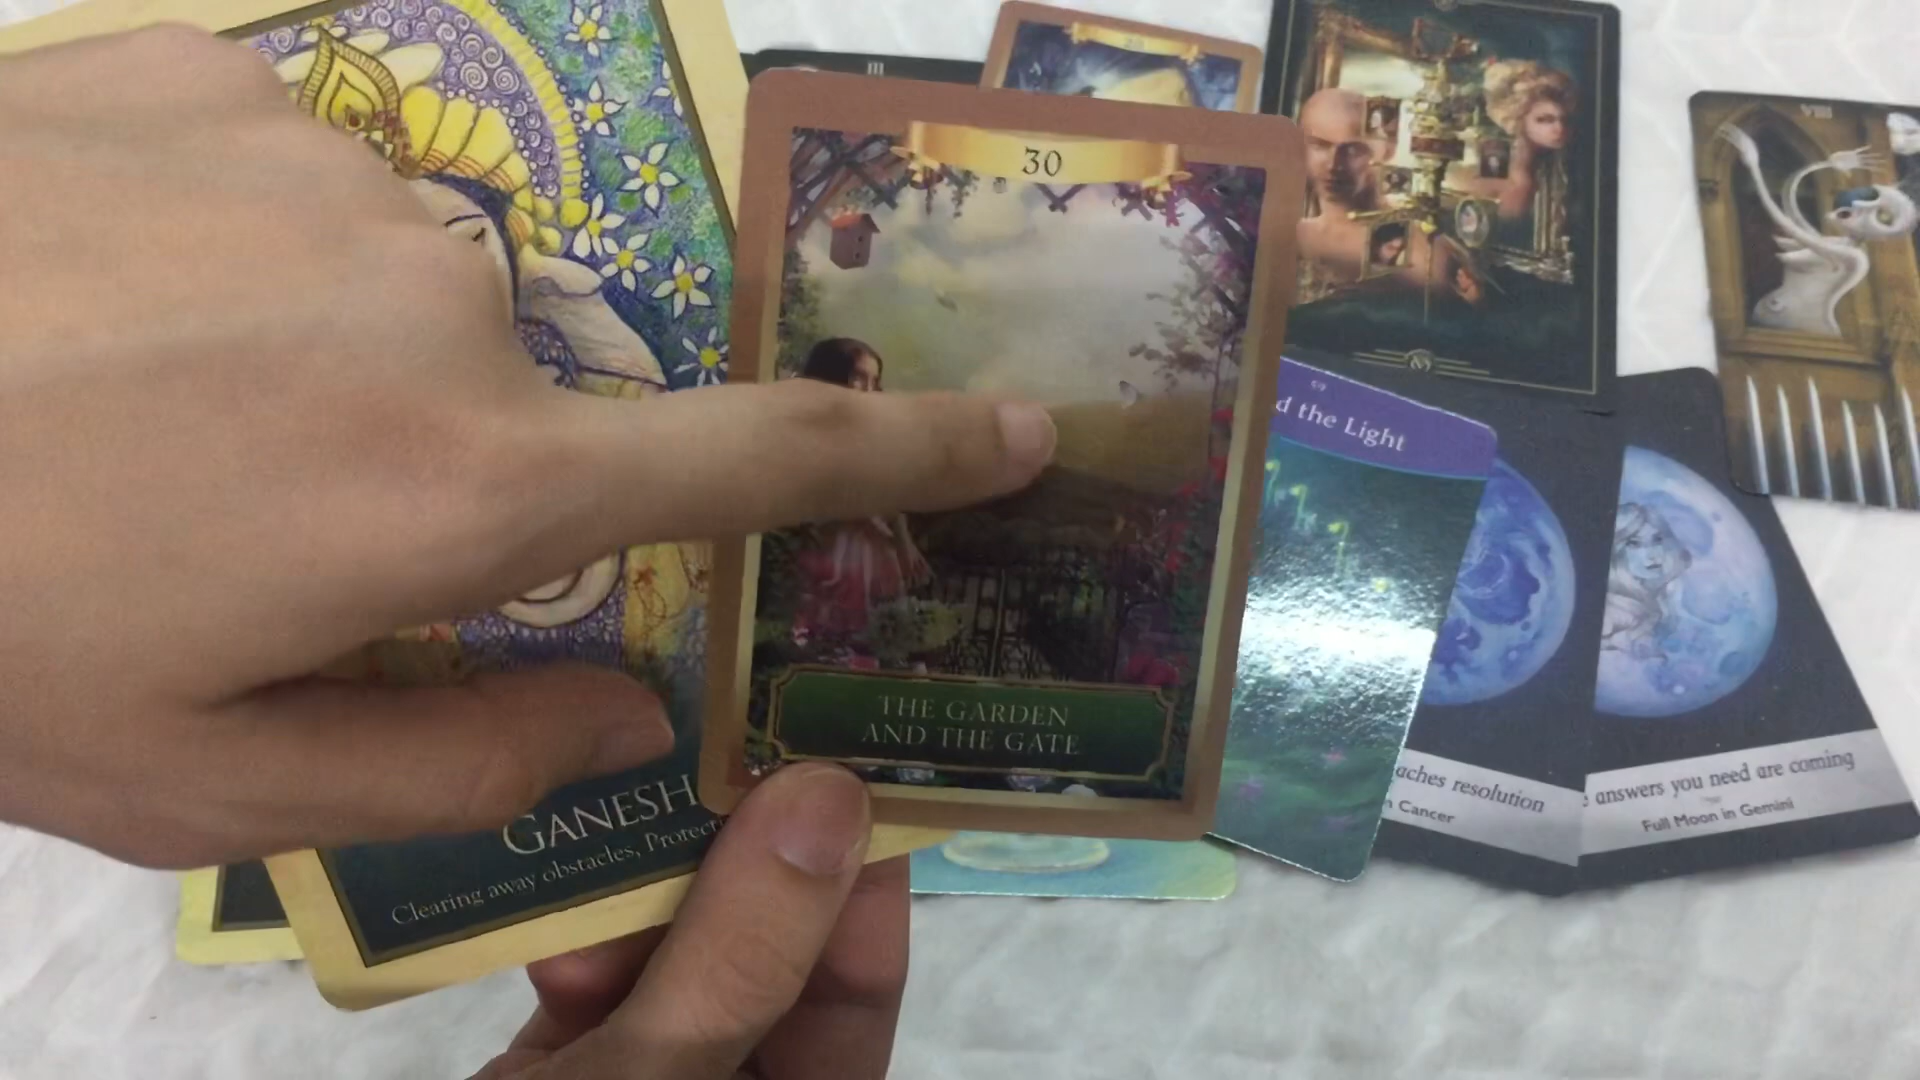 III
30
VIII
d the Light
THE GARDEN
AND THE GATE
GANESH
Clearing away obstacles, Protecti
aches resolution
n Cancer
answers you need are coming
Full Moon in Gemini